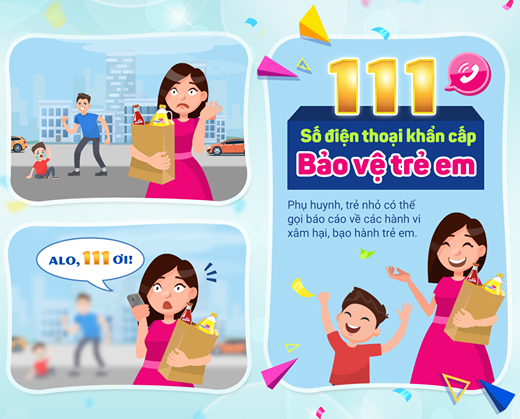 ALO, 111 ƠI!
111
Số điện thoại khẩn cấp
Bảo vệ trẻ em
Phụ huynh, trẻ nhỏ có thể
gọi báo cáo về các hành vi
xâm hại, bạo hành trẻ em.